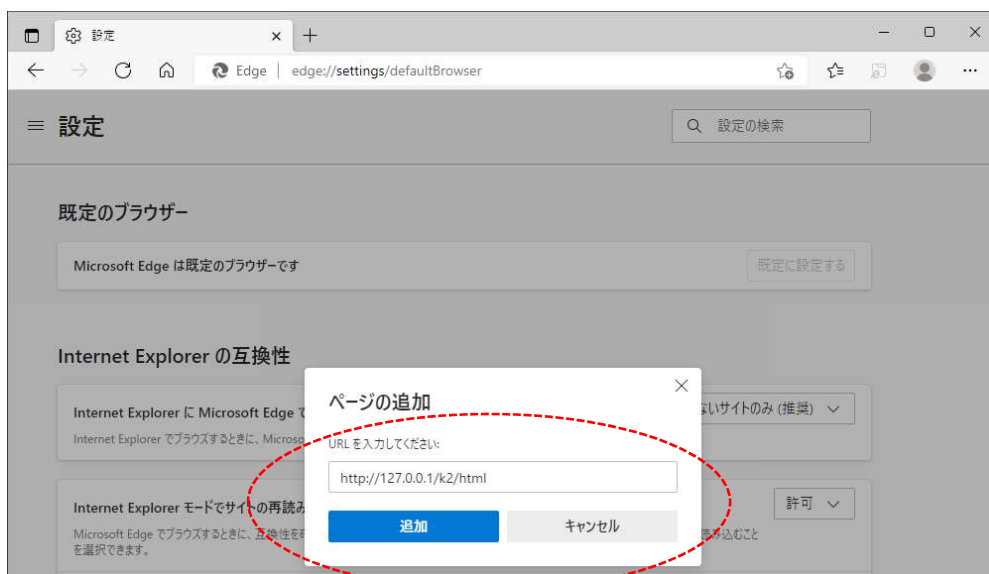 設定
Edge | edge://settings/defaultBrowser
設定
設定の検索
既定のブラウザー
Microsoft Edge は既定のブラウザーです
既定に設定する
Internet Explorer の互換性
Internet Explorer に Microsoft Edge で
ないサイトのみ (推奨)
Internet Explorer でブラウズするときに、Microso
ページの追加
URL を入力してください:
http://127.0.0.1/k2/html
追加
キャンセル
Internet Explorer モードでサイトの再読み
許可
Microsoft Edge でブラウズするときに、互換性を
読み込むこと
を選択できます。